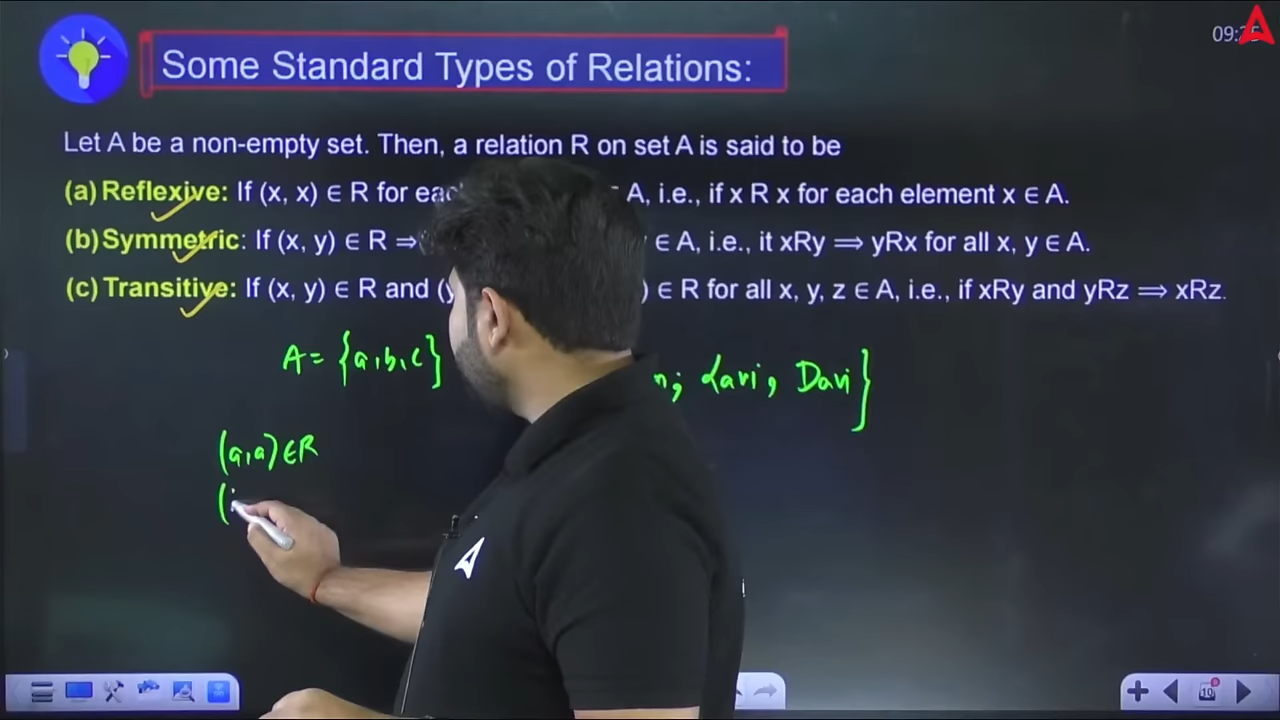 09:
Some Standard Types of Relations:
Let A be a non-empty set. Then, a relation R on set A is said to be
(a) Reflexive: If (x, x) ∈ R for A, i.e., if x R x for each element x ∈ A.
(b) Symmetric: If (x, y) ∈ R ⇒ ∈ A, i.e., it xRy ⟹ yRx for all x, y ∈ A.
(c) Transitive: If (x, y) ∈ R and ) ∈ R for all x, y, z ∈ A, i.e., if xRy and yRz ⟹ xRz.
A = {a, b, c} ; Davi}
(a, a) ∈ R
(
10